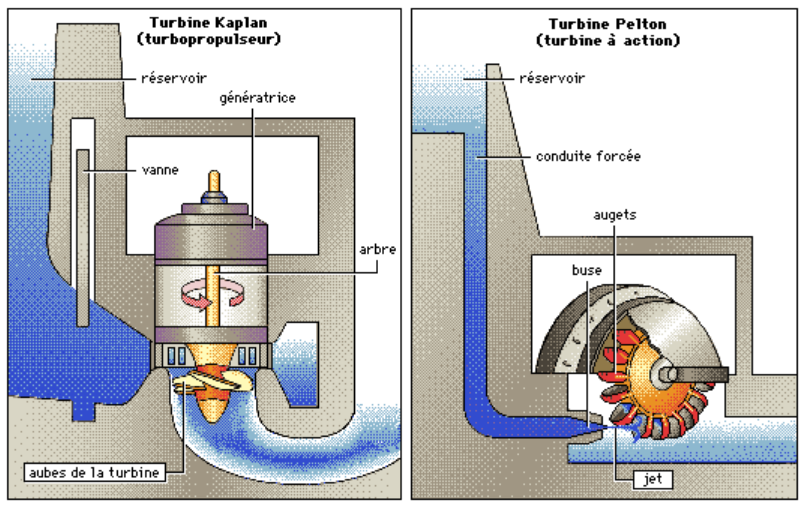 Turbine Kaplan
(turbopropulseur)
réservoir
génératrice
vanne
arbre
aubes de la turbine
Turbine Pelton
(turbine à action)
réservoir
conduite forcée
augets
buse
jet